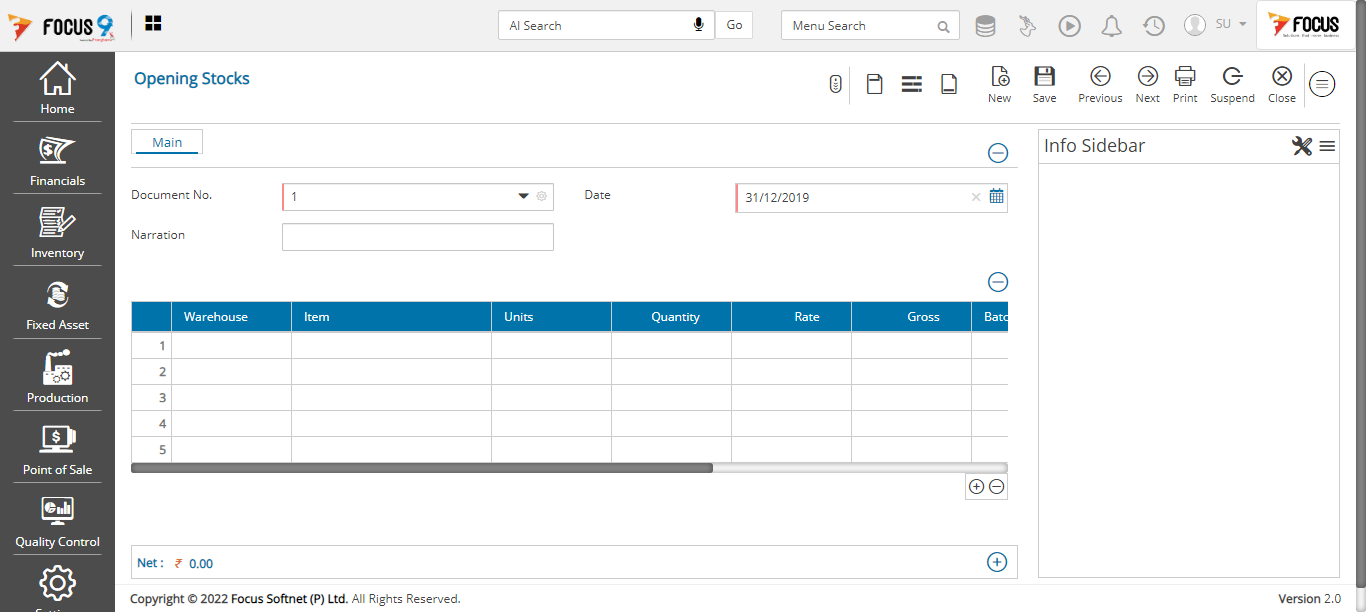 FOCUS 9
AI Search
Go
Menu Search
SU
FOCUS
Home
Financials
Inventory
Fixed Asset
Production
Point of Sale
Quality Control
Opening Stocks
New
Save
Previous
Next
Print
Suspend
Close
Main
Info Sidebar
Document No.
1
Date
31/12/2019
Narration
Warehouse Item Units Quantity Rate Gross Batc
1
2
3
4
5
Net : ₹ 0.00
Copyright © 2022 Focus Softnet (P) Ltd. All Rights Reserved.
Version 2.0